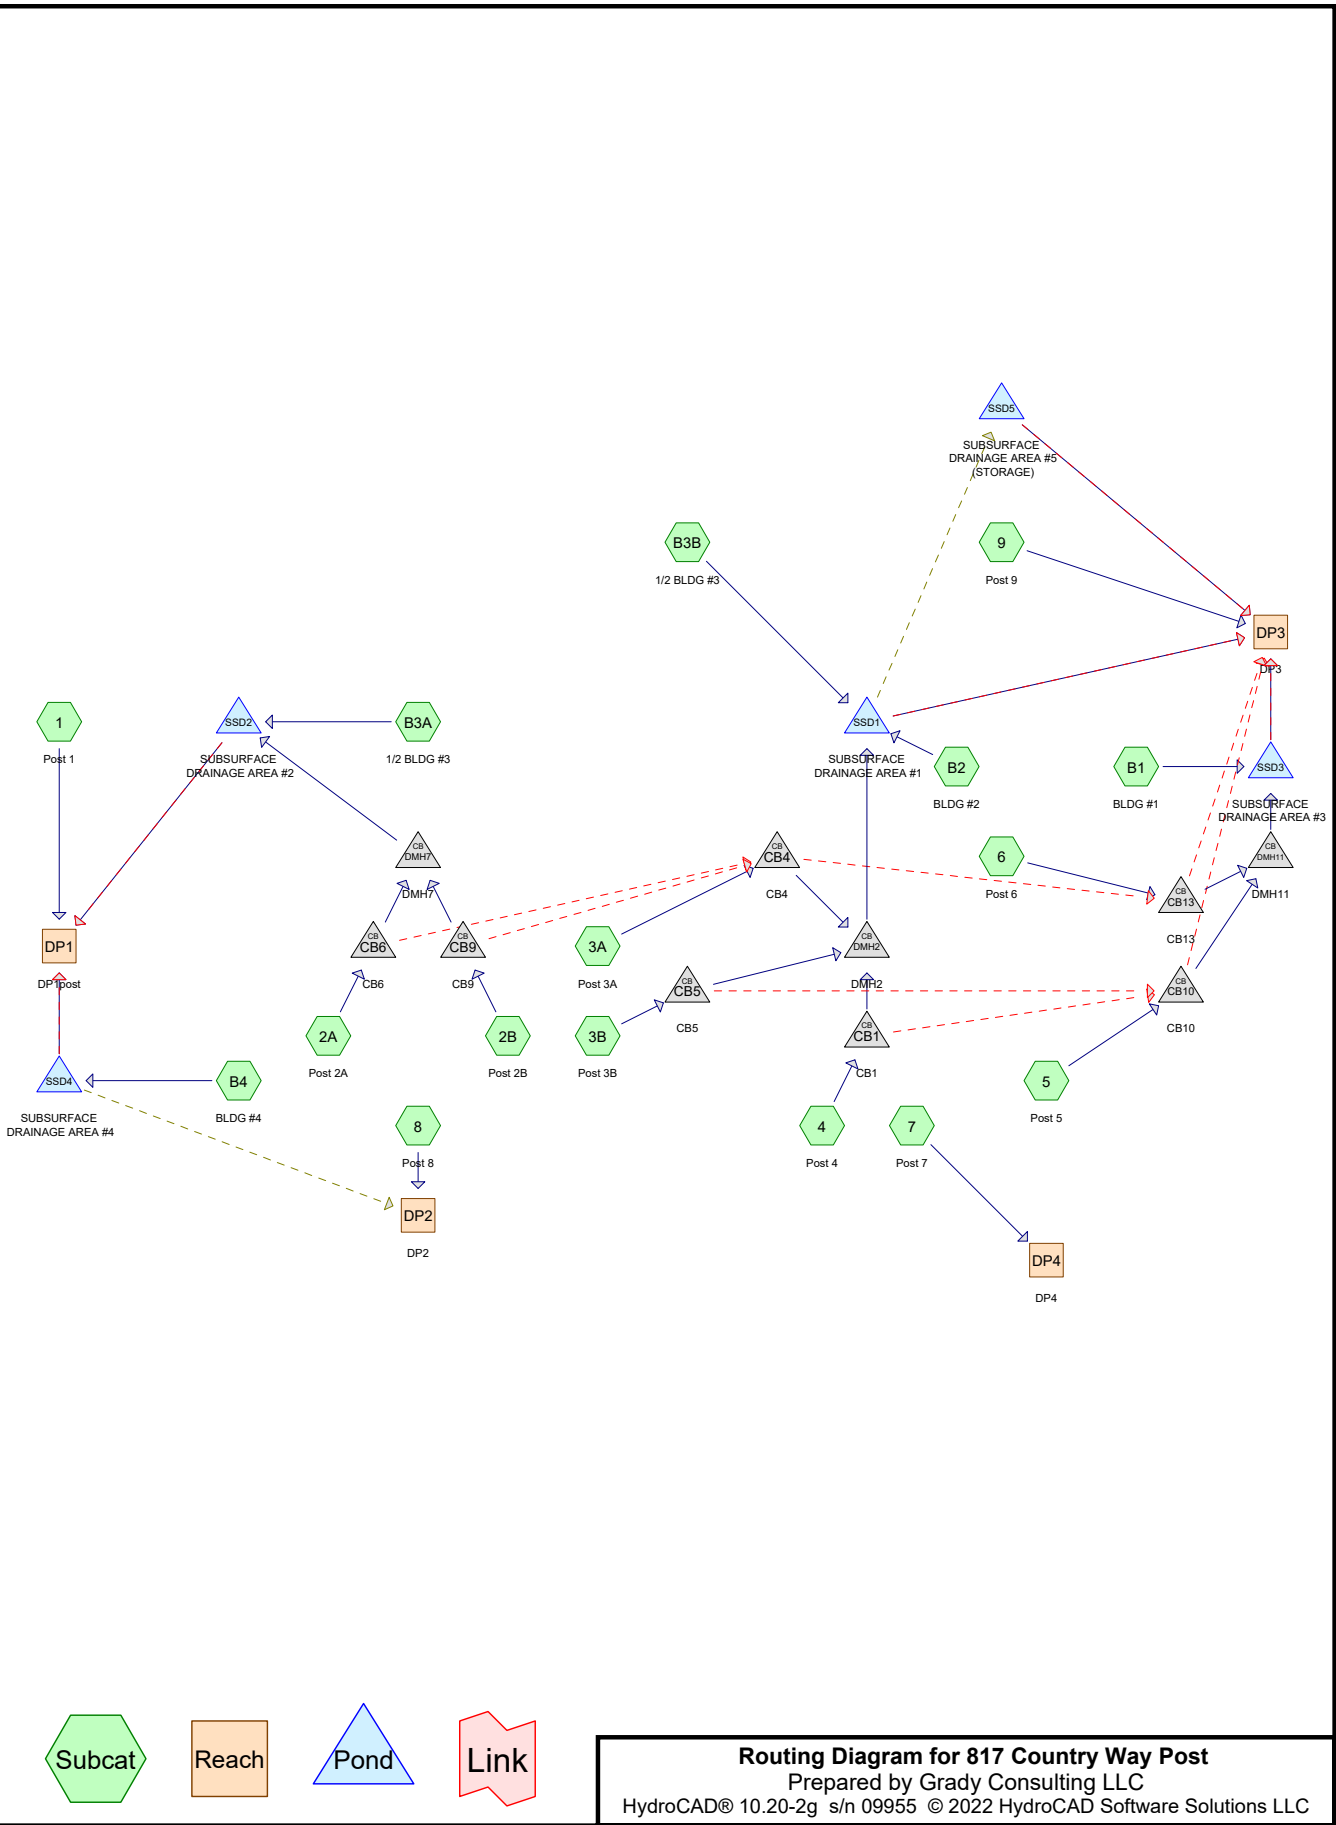 SSD5
SUBSURFACE
DRAINAGE AREA #5
(STORAGE)
B3B
1/2 BLDG #3
9
Post 9
DP3
DP3
1
Post 1
SSD2
SUBSURFACE
DRAINAGE AREA #2
B3A
1/2 BLDG #3
SSD1
SUBSURFACE
DRAINAGE AREA #1
B2
BLDG #2
B1
BLDG #1
SSD3
SUBSURFACE
DRAINAGE AREA #3
CB
DMH7
DMH7
CB
CB4
CB4
6
Post 6
CB
DMH11
DMH11
CB
CB13
CB13
DP1
DP1post
CB
CB6
CB6
CB
CB9
CB9
3A
Post 3A
CB
DMH2
DMH2
CB
CB5
CB5
CB
CB10
CB10
2A
Post 2A
2B
Post 2B
3B
Post 3B
CB
CB1
CB1
SSD4
SUBSURFACE
DRAINAGE AREA #4
B4
BLDG #4
5
Post 5
8
Post 8
4
Post 4
7
Post 7
DP2
DP2
DP4
DP4
Subcat
Reach
Pond
Link
Routing Diagram for 817 Country Way Post
Prepared by Grady Consulting LLC
HydroCAD® 10.20-2g s/n 09955 © 2022 HydroCAD Software Solutions LLC